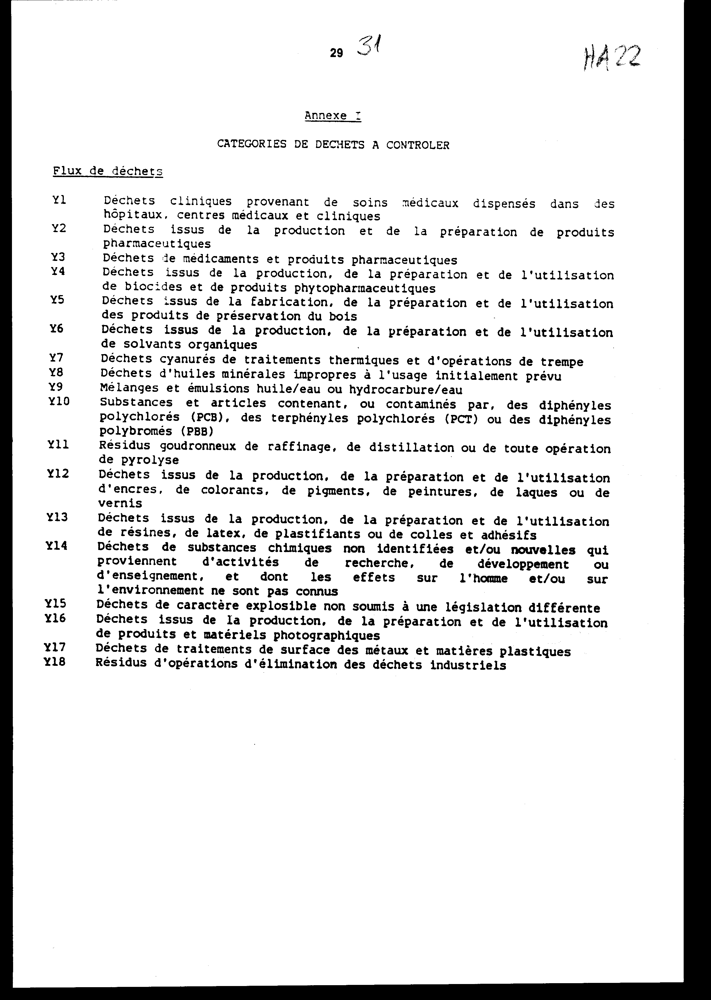 29 31
HA22
Annexe I
CATEGORIES DE DECHETS A CONTROLER
Flux de déchets
Y1 Déchets cliniques provenant de soins médicaux dispensés dans des
hôpitaux, centres médicaux et cliniques
Y2 Déchets issus de la production et de la préparation de produits
pharmaceutiques
Y3 Déchets de médicaments et produits pharmaceutiques
Y4 Déchets issus de la production, de la préparation et de l'utilisation
de biocides et de produits phytopharmaceutiques
Y5 Déchets issus de la fabrication, de la préparation et de l'utilisation
des produits de préservation du bois
Y6 Déchets issus de la production, de la préparation et de l'utilisation
de solvants organiques
Y7 Déchets cyanurés de traitements thermiques et d'opérations de trempe
Y8 Déchets d'huiles minérales impropres à l'usage initialement prévu
Y9 Mélanges et émulsions huile/eau ou hydrocarbure/eau
Y10 Substances et articles contenant, ou contaminés par, des diphényles
polychlorés (PCB), des terphényles polychlorés (PCT) ou des diphényles
polybromés (PBB)
Y11 Résidus goudronneux de raffinage, de distillation ou de toute opération
de pyrolyse
Y12 Déchets issus de la production, de la préparation et de l'utilisation
d'encres, de colorants, de pigments, de peintures, de laques ou de
vernis
Y13 Déchets issus de la production, de la préparation et de l'utilisation
de résines, de latex, de plastifiants ou de colles et adhésifs
Y14 Déchets de substances chimiques non identifiées et/ou nouvelles qui
proviennent d'activités de recherche, de développement ou
d'enseignement, et dont les effets sur l'homme et/ou sur
l'environnement ne sont pas connus
Y15 Déchets de caractère explosible non soumis à une législation différente
Y16 Déchets issus de la production, de la préparation et de l'utilisation
de produits et matériels photographiques
Y17 Déchets de traitements de surface des métaux et matières plastiques
Y18 Résidus d'opérations d'élimination des déchets industriels